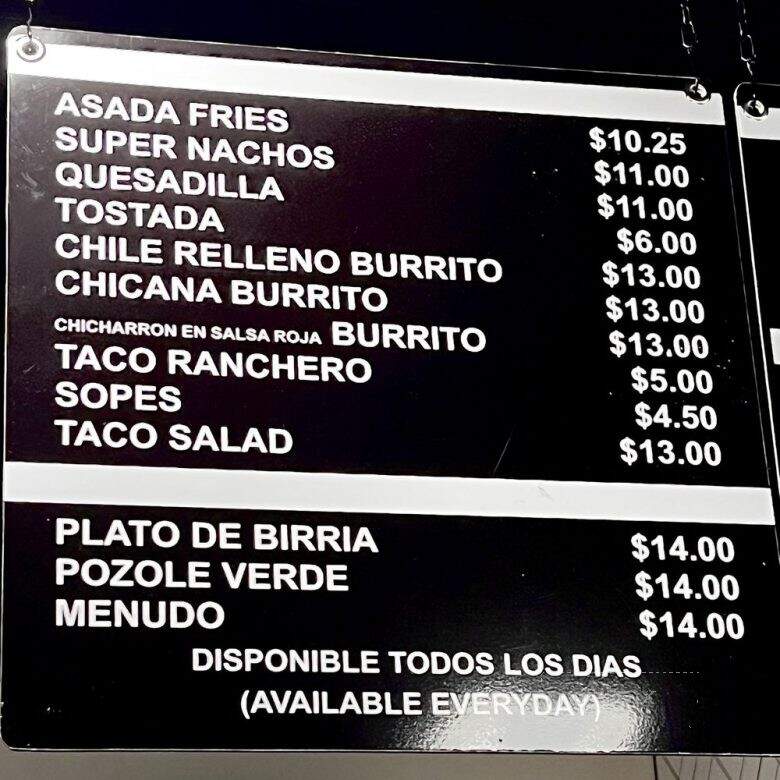 ASADA FRIES $10.25
SUPER NACHOS $11.00
QUESADILLA $11.00
TOSTADA $6.00
CHILE RELLENO BURRITO $13.00
CHICANA BURRITO $13.00
CHICHARRON EN SALSA ROJA BURRITO $13.00
TACO RANCHERO $5.00
SOPES $4.50
TACO SALAD $13.00
PLATO DE BIRRIA $14.00
POZOLE VERDE $14.00
MENUDO $14.00
DISPONIBLE TODOS LOS DIAS
(AVAILABLE EVERYDAY)